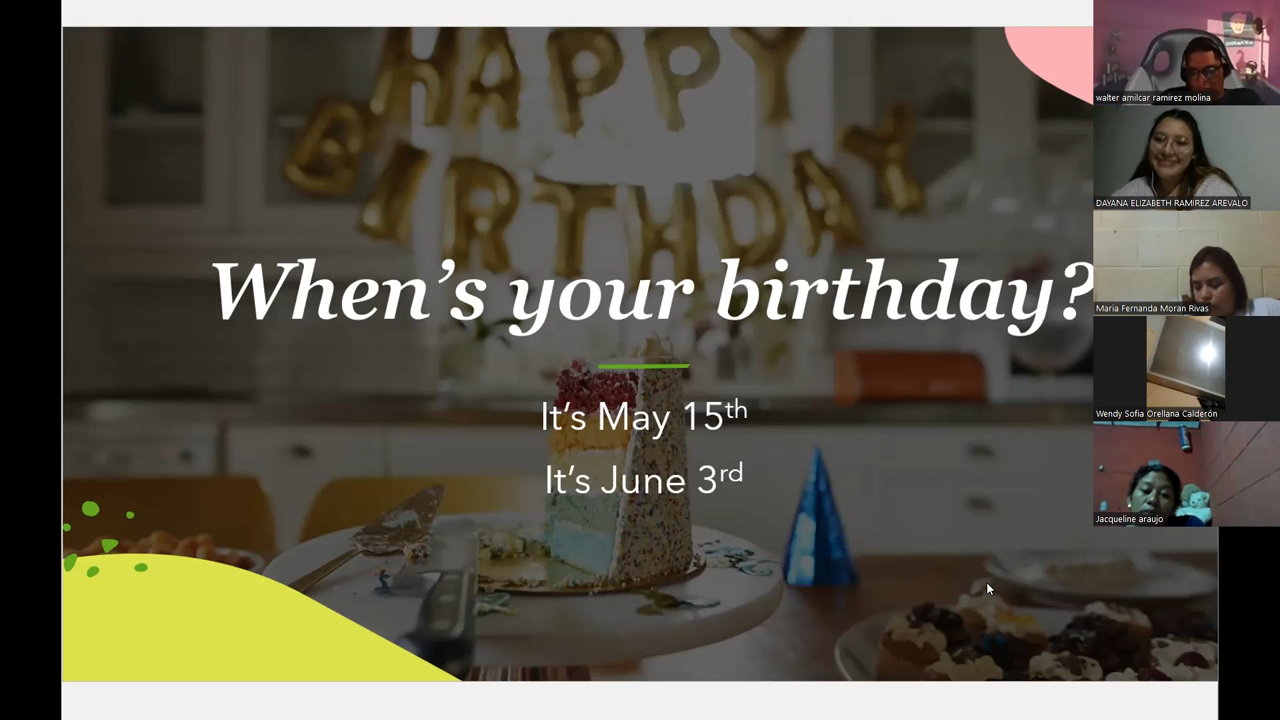 HAPPY
BIRTHDAY
When’s your birthday?
It’s May 15th
It’s June 3rd
walter amilcar ramirez molina
DAYANA ELIZABETH RAMIREZ AREVALO
Maria Fernanda Moran Rivas
Wendy Sofia Orellana Calderón
Jacqueline araujo